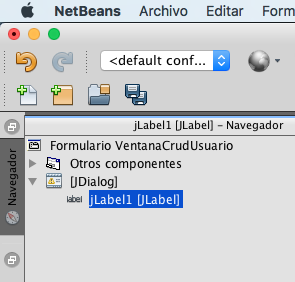 NetBeans Archivo Editar Form
<default conf...
jLabel1 [JLabel] – Navegador
Formulario VentanaCrudUsuario
Otros componentes
[JDialog]
label jLabel1 [JLabel]
Navegador